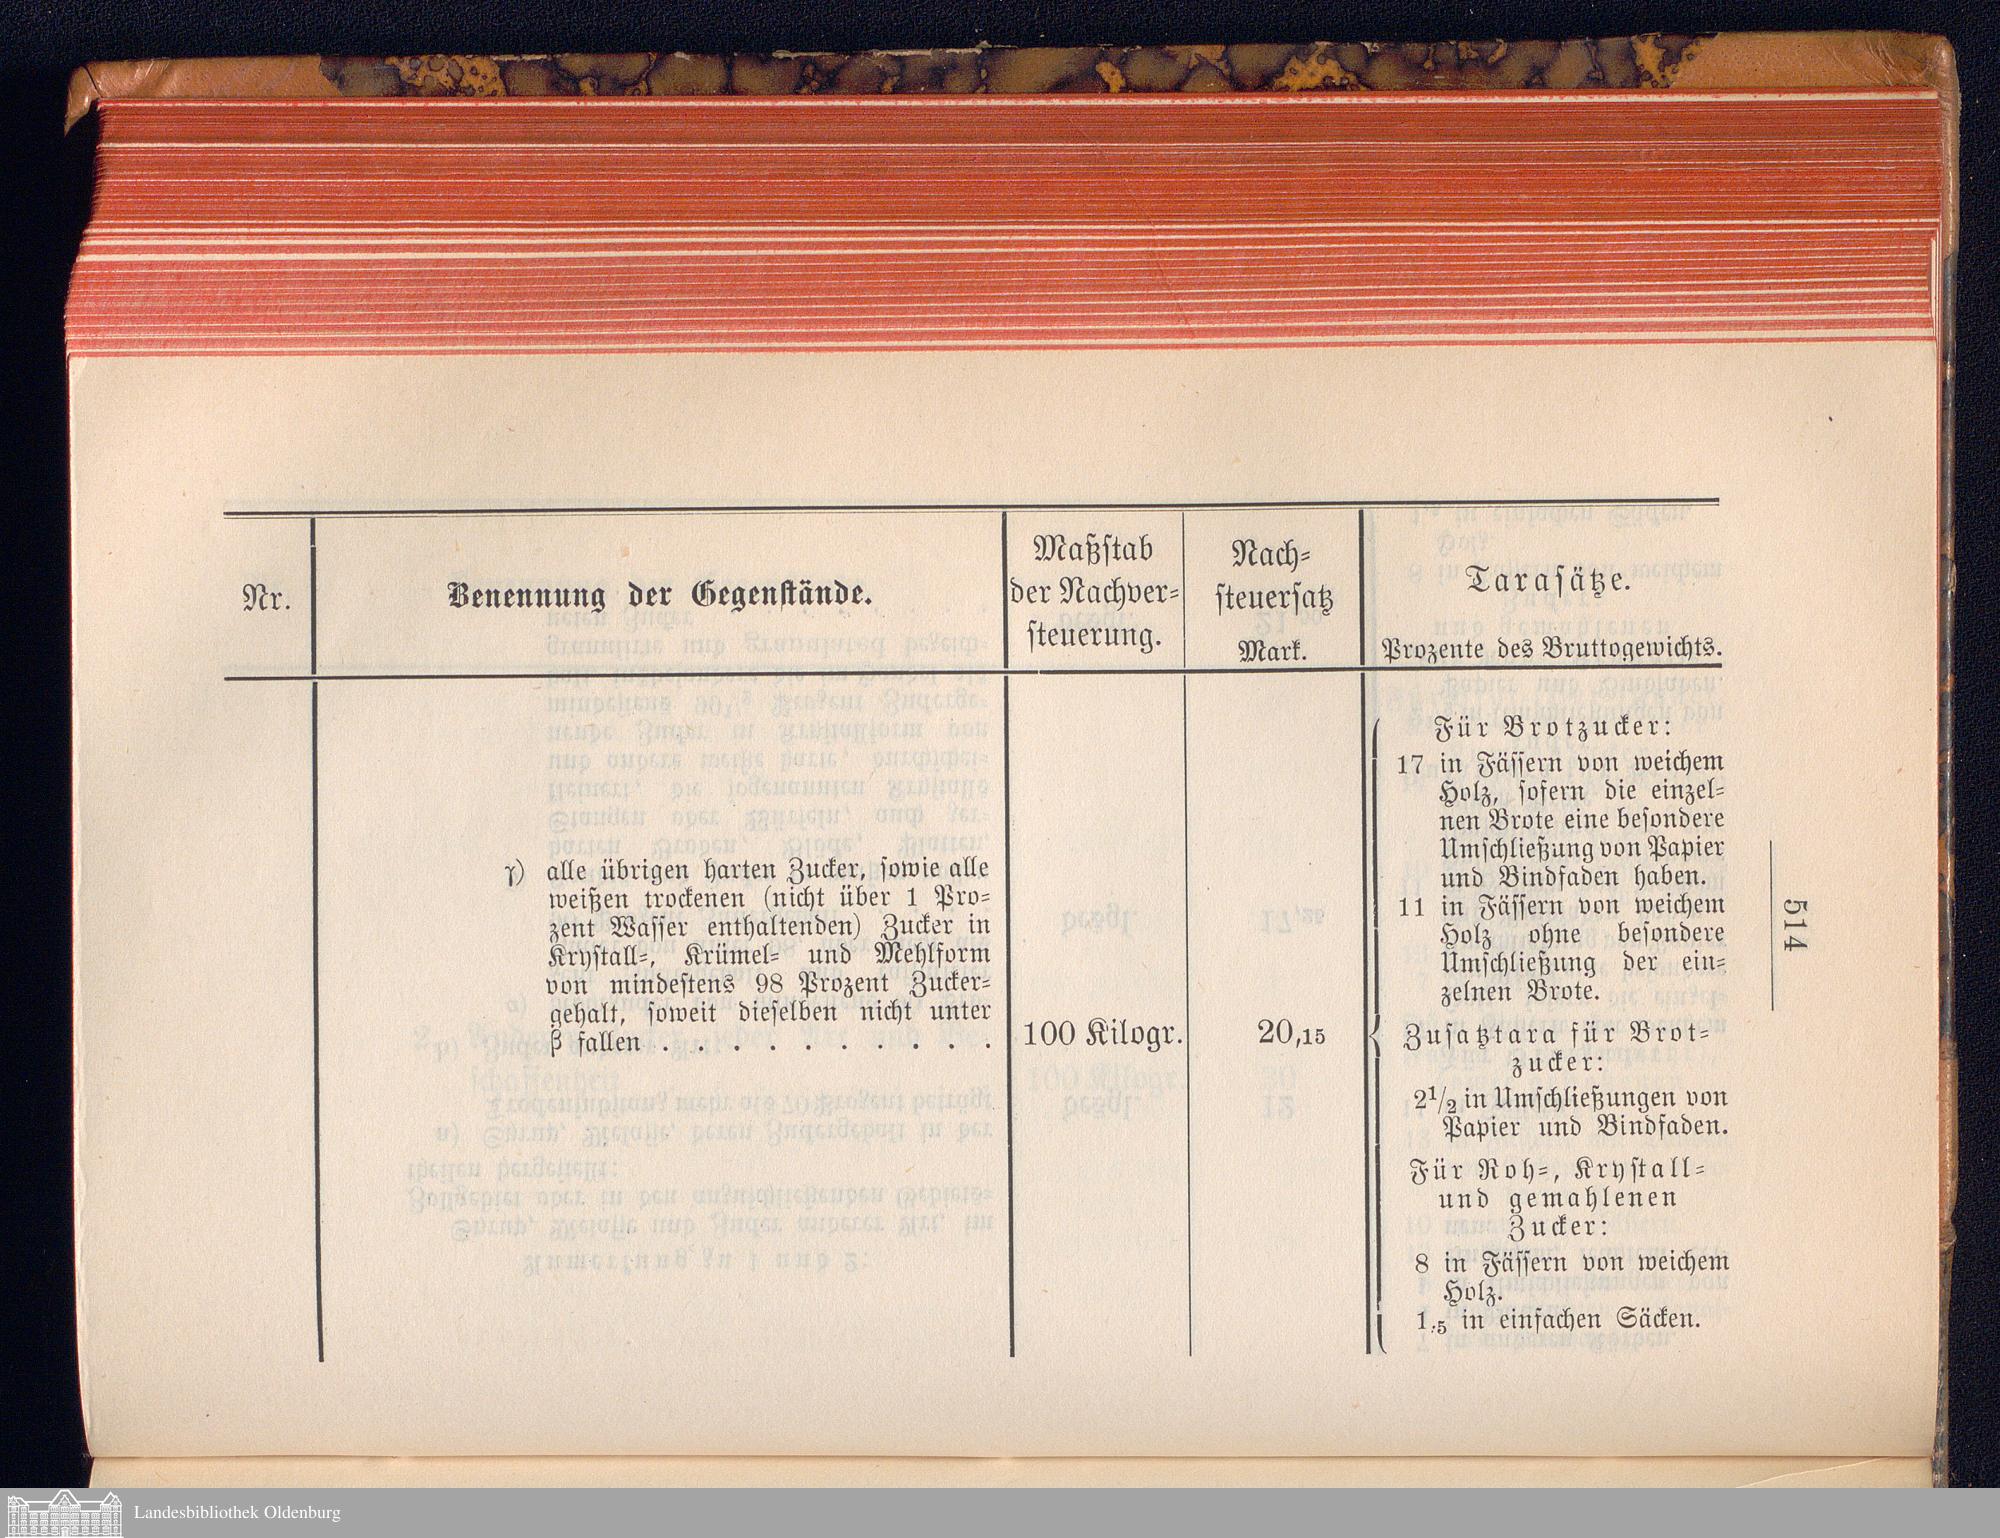 Nr.
Benennung der Gegenstände.
Maßstab
der Nachver-
steuerung.
Nach-
steuersatz
Mark.
Tarasätze.
Prozente des Bruttogewichts.
γ) alle übrigen harten Zucker, sowie alle
weißen trockenen (nicht über 1 Pro-
zent Wasser enthaltenden) Zucker in
Krystall-, Krümel- und Mehlform
von mindestens 98 Prozent Zucker-
gehalt, soweit dieselben nicht unter
β fallen . . . . . . . . . .
100 Kilogr.
20,15
Für Brotzucker:
17 in Fässern von weichem
Holz, sofern die einzel-
nen Brote eine besondere
Umschließung von Papier
und Bindfaden haben.
11 in Fässern von weichem
Holz ohne besondere
Umschließung der ein-
zelnen Brote.
Zusatztara für Brot-
zucker:
2 1/2 in Umschließungen von
Papier und Bindfaden.
Für Roh-, Krystall-
und gemahlenen
Zucker:
8 in Fässern von weichem
Holz.
1,5 in einfachen Säcken.
514
Landesbibliothek Oldenburg